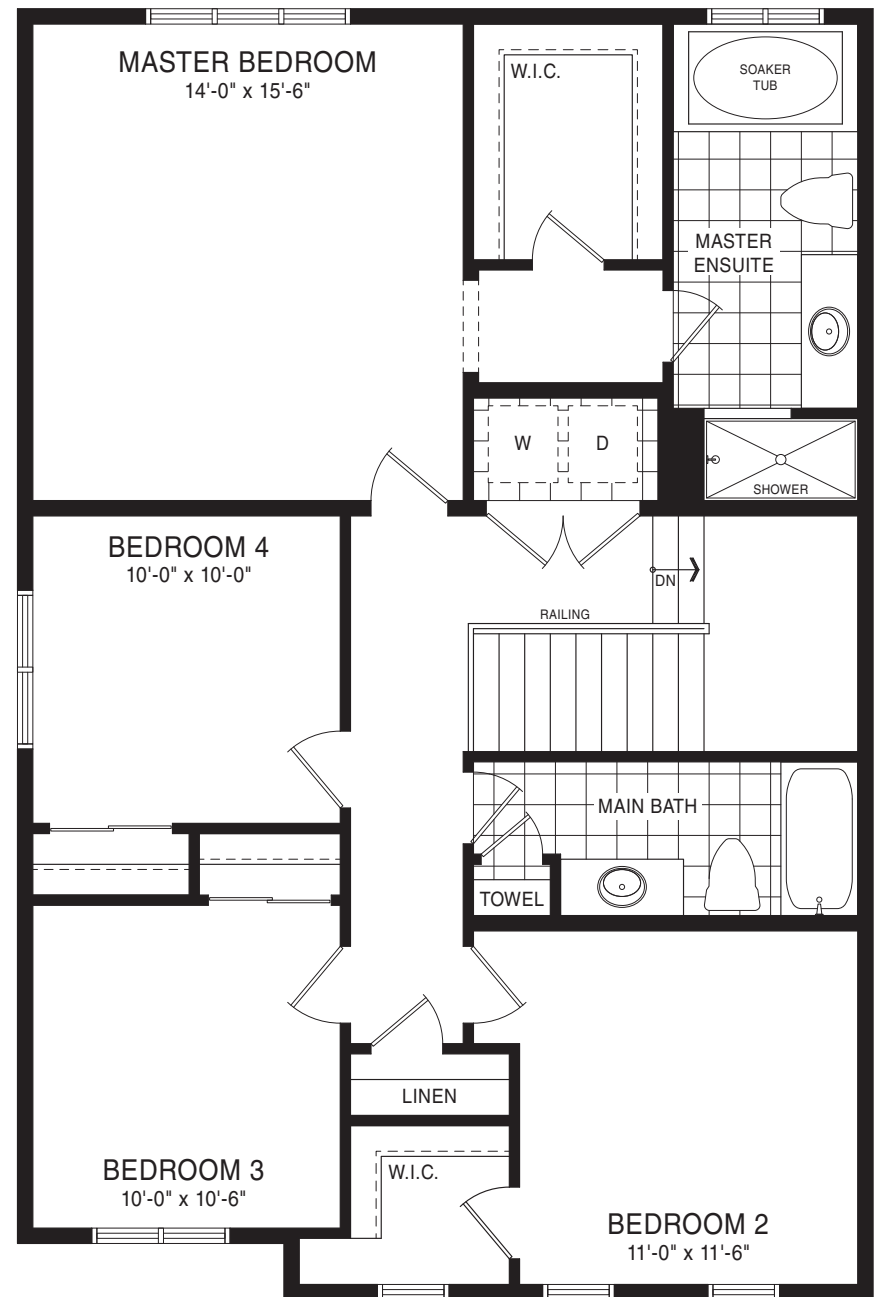 MASTER BEDROOM
14'-0" x 15'-6"
W.I.C.
SOAKER
TUB
MASTER
ENSUITE
W
D
SHOWER
BEDROOM 4
10'-0" x 10'-0"
DN
RAILING
MAIN BATH
TOWEL
LINEN
BEDROOM 3
10'-0" x 10'-6"
W.I.C.
BEDROOM 2
11'-0" x 11'-6"